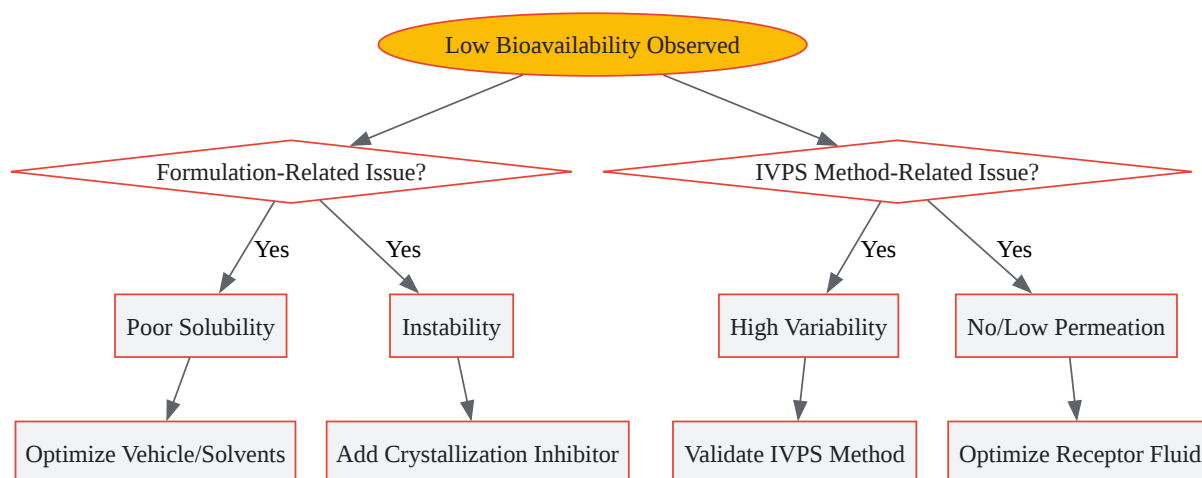 Low Bioavailability Observed
Formulation-Related Issue?
IVPS Method-Related Issue?
Yes
Yes
Yes
Yes
Poor Solubility
Instability
High Variability
No/Low Permeation
Optimize Vehicle/Solvents
Add Crystallization Inhibitor
Validate IVPS Method
Optimize Receptor Fluid